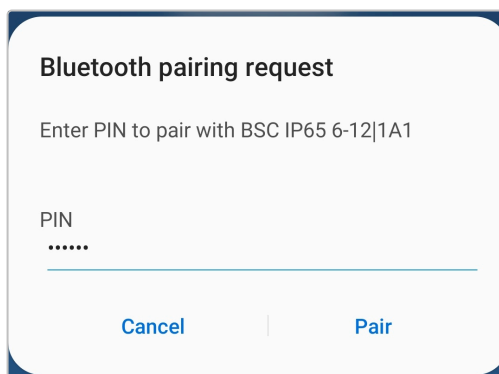 Bluetooth pairing request
Enter PIN to pair with BSC IP65 6-12|1A1
PIN
••••••
Cancel
Pair